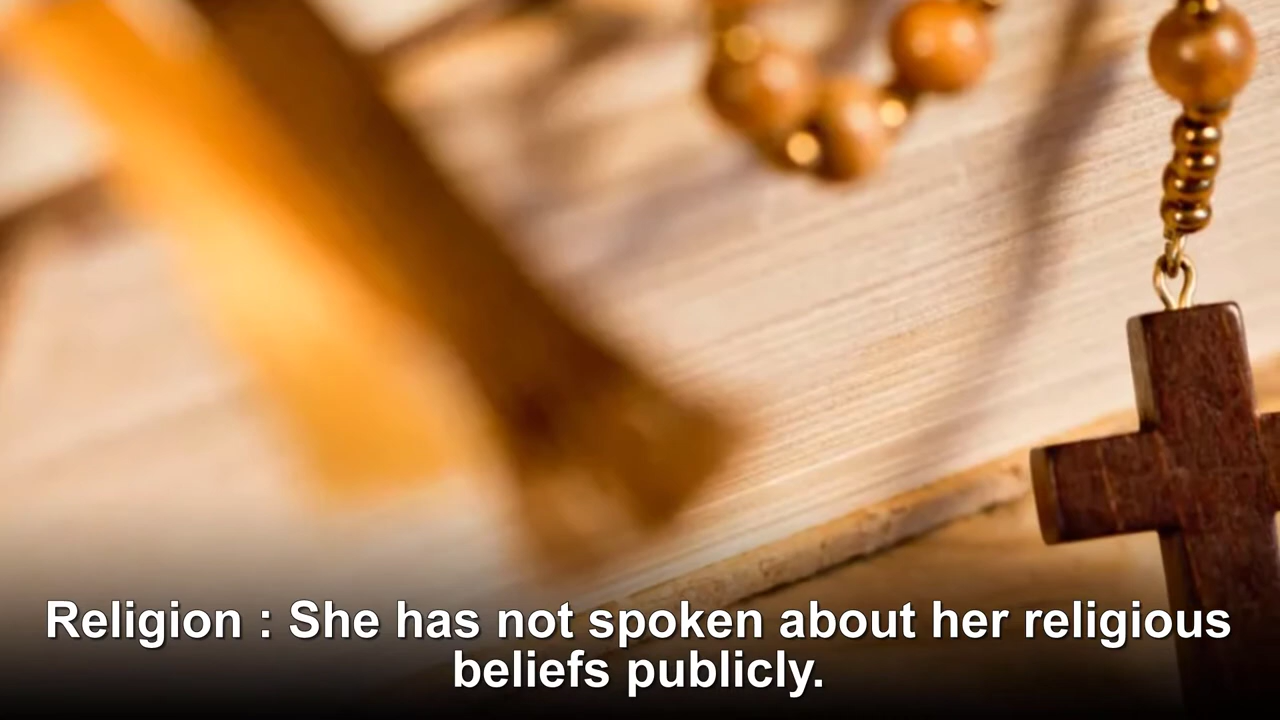 Religion : She has not spoken about her religious
beliefs publicly.